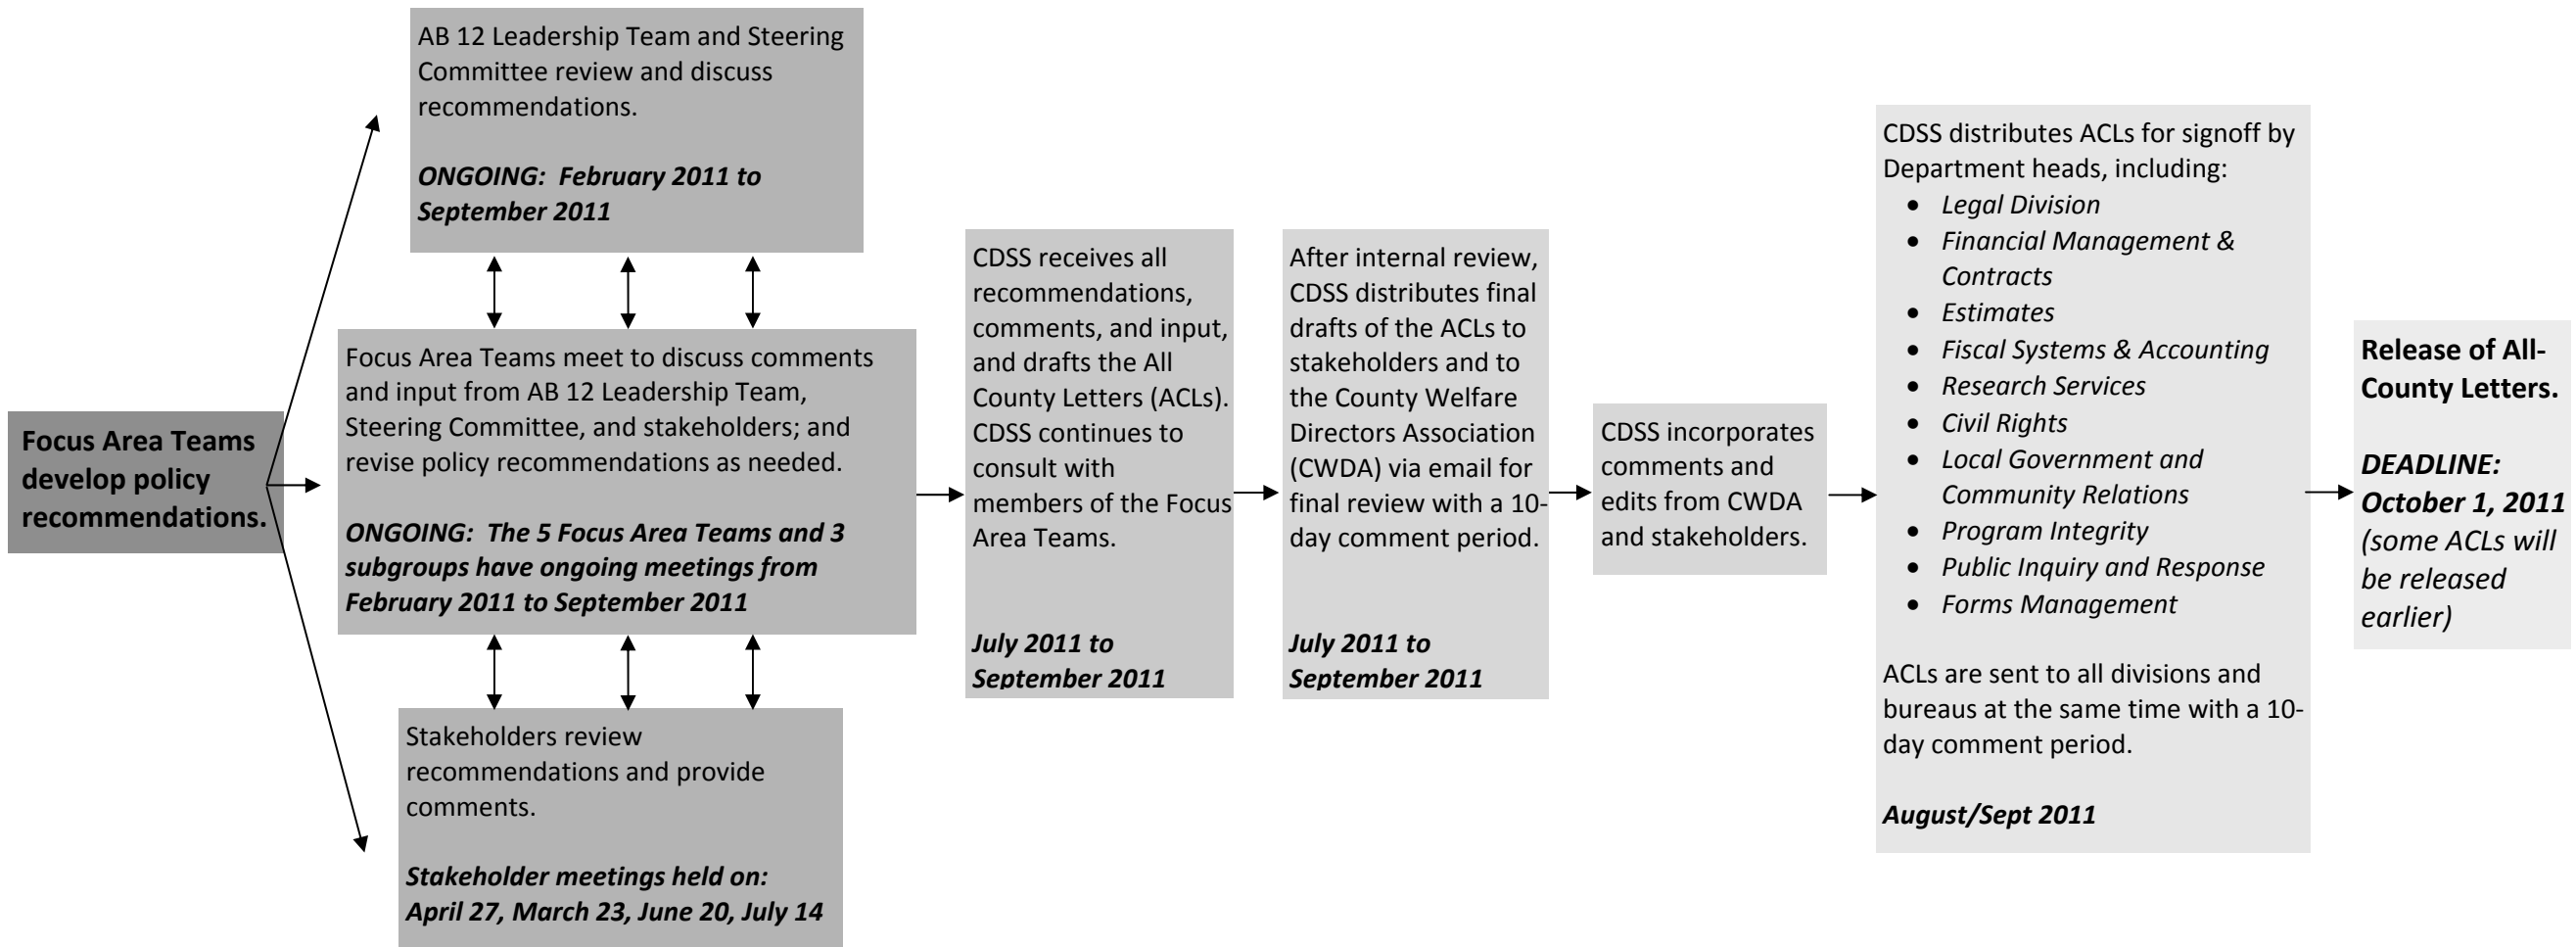 Focus Area Teams
develop policy
recommendations.
AB 12 Leadership Team and Steering
Committee review and discuss
recommendations.
ONGOING:  February 2011 to
September 2011
Focus Area Teams meet to discuss comments
and input from AB 12 Leadership Team,
Steering Committee, and stakeholders; and
revise policy recommendations as needed.
ONGOING:  The 5 Focus Area Teams and 3
subgroups have ongoing meetings from
February 2011 to September 2011
Stakeholders review
recommendations and provide
comments.
Stakeholder meetings held on:
April 27, March 23, June 20, July 14
CDSS receives all
recommendations,
comments, and input,
and drafts the All
County Letters (ACLs).
CDSS continues to
consult with
members of the Focus
Area Teams.
July 2011 to
September 2011
After internal review,
CDSS distributes final
drafts of the ACLs to
stakeholders and to
the County Welfare
Directors Association
(CWDA) via email for
final review with a 10-
day comment period.
July 2011 to
September 2011
CDSS incorporates
comments and
edits from CWDA
and stakeholders.
CDSS distributes ACLs for signoff by
Department heads, including:
• Legal Division
• Financial Management &
Contracts
• Estimates
• Fiscal Systems & Accounting
• Research Services
• Civil Rights
• Local Government and
Community Relations
• Program Integrity
• Public Inquiry and Response
• Forms Management
ACLs are sent to all divisions and
bureaus at the same time with a 10-
day comment period.
August/Sept 2011
Release of All-
County Letters.
DEADLINE:
October 1, 2011
(some ACLs will
be released
earlier)